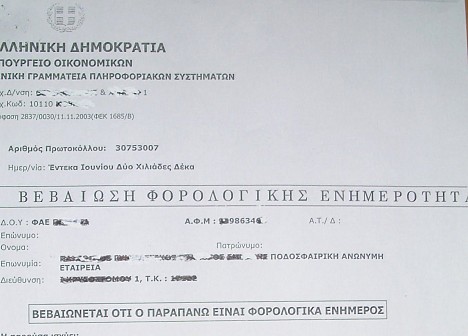 ΛΛΗΝΙΚΗ ΔΗΜΟΚΡΑΤΙΑ
ΠΟΥΡΓΕΙΟ ΟΙΚΟΝΟΜΙΚΩΝ
ΝΙΚΗ ΓΡΑΜΜΑΤΕΙΑ ΠΛΗΡΟΦΟΡΙΑΚΩΝ ΣΥΣΤΗΜΑΤΩΝ
χ.Δ/νση: & 1
χ.Κωδ: 10110
φαση 2837/0030/11.11.2003(ΦΕΚ 1685/Β)
Αριθμός Πρωτοκόλλου: 30753007
Ημερ/νία: Έντεκα Ιουνίου Δύο Χιλιάδες Δέκα
ΒΕΒΑΙΩΣΗ ΦΟΡΟΛΟΓΙΚΗΣ ΕΝΗΜΕΡΟΤΗΤΑ
Δ.Ο.Υ : ΦΑΕ Α.Φ.Μ : 98634 Α.Τ./ Δ :
Επώνυμο:
Ονομα: Πατρώνυμο:
Επωνυμία ΠΟΔΟΣΦΑΙΡΙΚΗ ΑΝΩΝΥΜΗ
ΕΤΑΙΡΕΙΑ
Διεύθυνση: 1, Τ.Κ. :
ΒΕΒΑΙΩΝΕΤΑΙ ΟΤΙ Ο ΠΑΡΑΠΑΝΩ ΕΙΝΑΙ ΦΟΡΟΛΟΓΙΚΑ ΕΝΗΜΕΡΟΣ